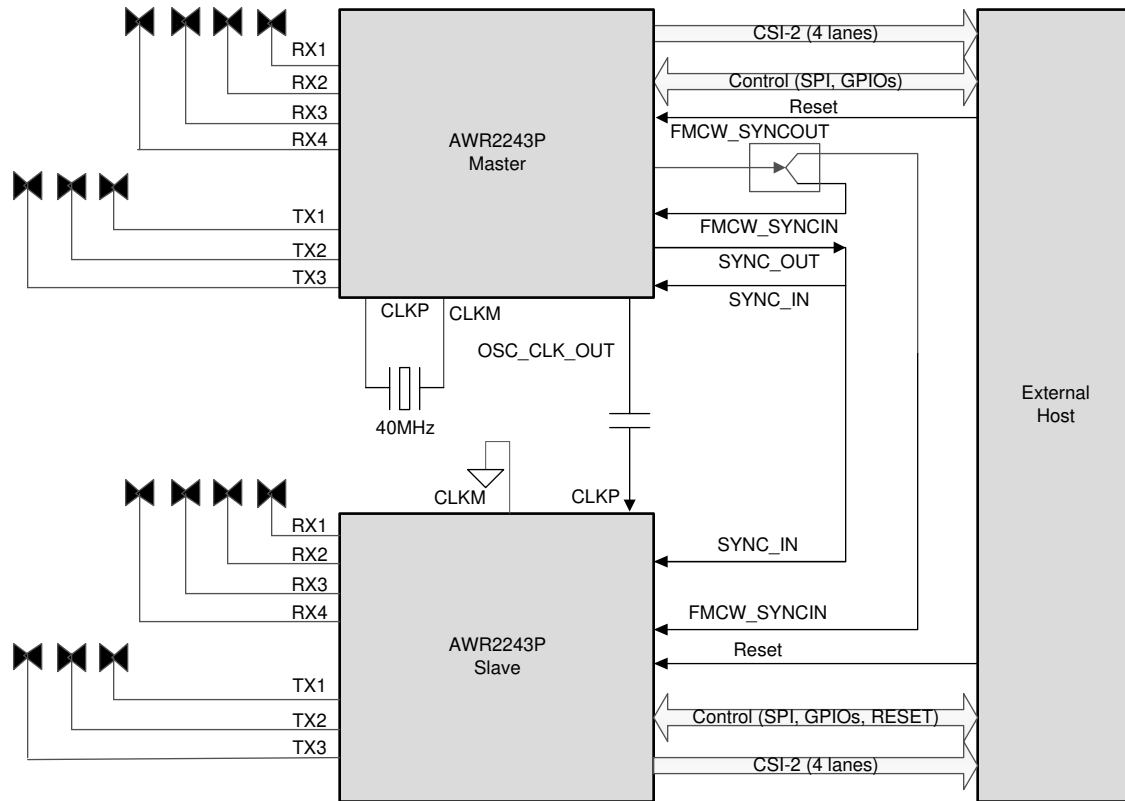 CSI-2 (4 lanes)
RX1
Control (SPI, GPIOs)
RX2
Reset
RX3
FMCW_SYNCOUT
RX4
AWR2243P
Master
TX1
FMCW_SYNCIN
TX2
SYNC_OUT
TX3
SYNC_IN
CLKP
CLKM
OSC_CLK_OUT
40MHz
External
Host
CLKM
CLKP
RX1
SYNC_IN
RX2
RX3
RX4
FMCW_SYNCIN
AWR2243P
Slave
Reset
TX1
TX2
Control (SPI, GPIOs, RESET)
TX3
CSI-2 (4 lanes)